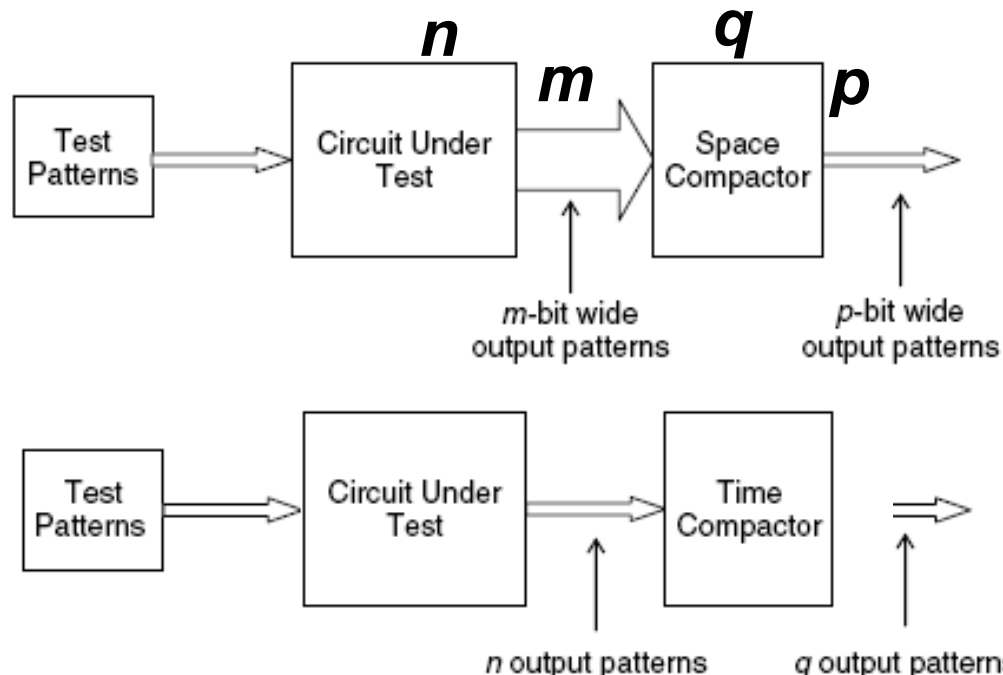 n
q
m
p
Test
Patterns
Circuit Under
Test
Space
Compactor
m-bit wide
output patterns
p-bit wide
output patterns
Test
Patterns
Circuit Under
Test
Time
Compactor
n output patterns
q output pattern